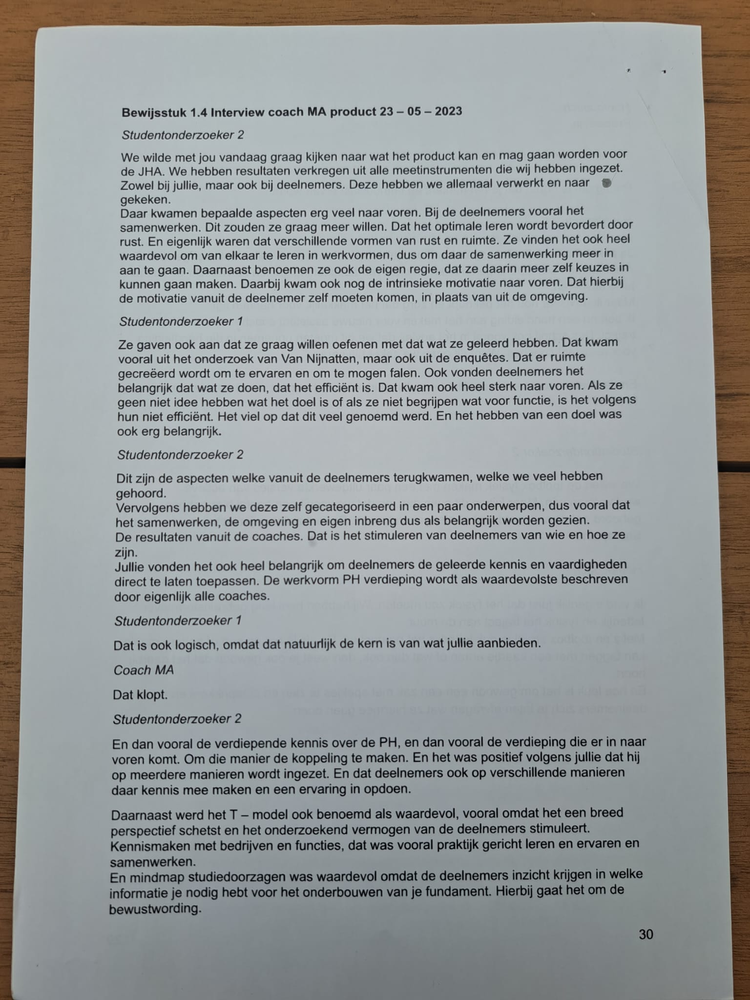 Bewijsstuk 1.4 Interview coach MA product 23 – 05 – 2023
Studentonderzoeker 2
We wilde met jou vandaag graag kijken naar wat het product kan en mag gaan worden voor
de JHA. We hebben resultaten verkregen uit alle meetinstrumenten die wij hebben ingezet.
Zowel bij jullie, maar ook bij deelnemers. Deze hebben we allemaal verwerkt en naar
gekeken.
Daar kwamen bepaalde aspecten erg veel naar voren. Bij de deelnemers vooral het
samenwerken. Dit zouden ze graag meer willen. Dat het optimale leren wordt bevordert door
rust. En eigenlijk waren dat verschillende vormen van rust en ruimte. Ze vinden het ook heel
waardevol om van elkaar te leren in werkvormen, dus om daar de samenwerking meer in
aan te gaan. Daarnaast benoemen ze ook de eigen regie, dat ze daarin meer zelf keuzes in
kunnen gaan maken. Daarbij kwam ook nog de intrinsieke motivatie naar voren. Dat hierbij
de motivatie vanuit de deelnemer zelf moeten komen, in plaats van uit de omgeving.
Studentonderzoeker 1
Ze gaven ook aan dat ze graag willen oefenen met dat wat ze geleerd hebben. Dat kwam
vooral uit het onderzoek van Van Nijnatten, maar ook uit de enquêtes. Dat er ruimte
gecreëerd wordt om te ervaren en om te mogen falen. Ook vonden deelnemers het
belangrijk dat wat ze doen, dat het efficiënt is. Dat kwam ook heel sterk naar voren. Als ze
geen niet idee hebben wat het doel is of als ze niet begrijpen wat voor functie, is het volgens
hun niet efficiënt. Het viel op dat dit veel genoemd werd. En het hebben van een doel was
ook erg belangrijk.
Studentonderzoeker 2
Dit zijn de aspecten welke vanuit de deelnemers terugkwamen, welke we veel hebben
gehoord.
Vervolgens hebben we deze zelf gecategoriseerd in een paar onderwerpen, dus vooral dat
het samenwerken, de omgeving en eigen inbreng dus als belangrijk worden gezien.
De resultaten vanuit de coaches. Dat is het stimuleren van deelnemers van wie en hoe ze
zijn.
Jullie vonden het ook heel belangrijk om deelnemers de geleerde kennis en vaardigheden
direct te laten toepassen. De werkvorm PH verdieping wordt als waardevolste beschreven
door eigenlijk alle coaches.
Studentonderzoeker 1
Dat is ook logisch, omdat dat natuurlijk de kern is van wat jullie aanbieden.
Coach MA
Dat klopt.
Studentonderzoeker 2
En dan vooral de verdiepende kennis over de PH, en dan vooral de verdieping die er in naar
voren komt. Om die manier de koppeling te maken. En het was positief volgens jullie dat hij
op meerdere manieren wordt ingezet. En dat deelnemers ook op verschillende manieren
daar kennis mee maken en een ervaring in opdoen.
Daarnaast werd het T – model ook benoemd als waardevol, vooral omdat het een breed
perspectief schetst en het onderzoekend vermogen van de deelnemers stimuleert.
Kennismaken met bedrijven en functies, dat was vooral praktijk gericht leren en ervaren en
samenwerken.
En mindmap studiedoorzagen was waardevol omdat de deelnemers inzicht krijgen in welke
informatie je nodig hebt voor het onderbouwen van je fundament. Hierbij gaat het om de
bewustwording.
30